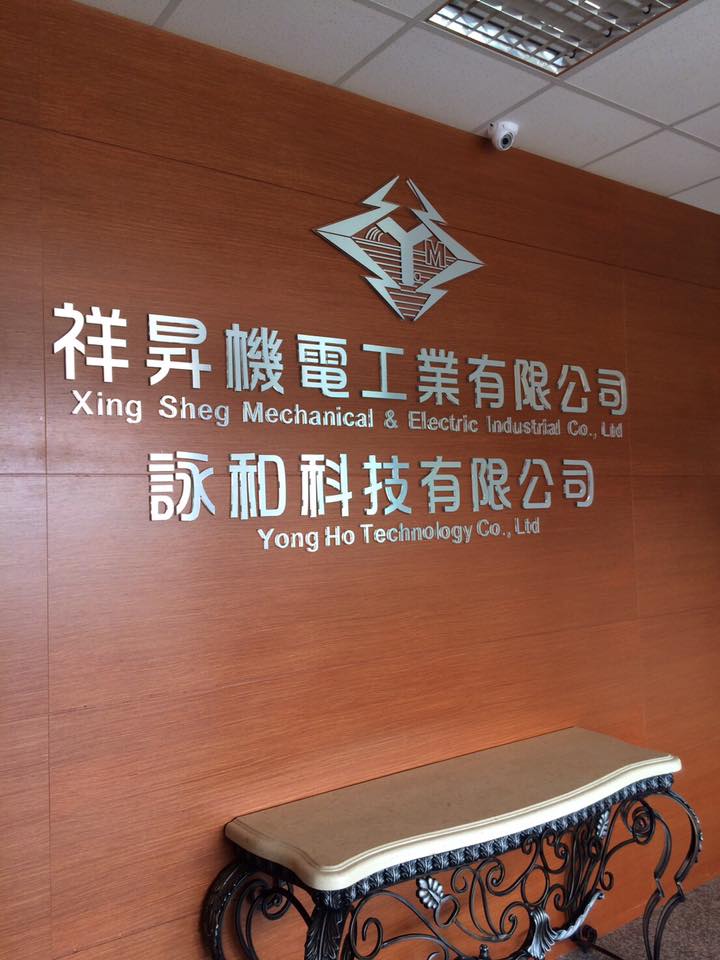 Y M
祥昇機電工業有限公司
Xing Sheg Mechanical & Electric Industrial Co., Ltd
詠和科技有限公司
Yong Ho Technology Co., Ltd